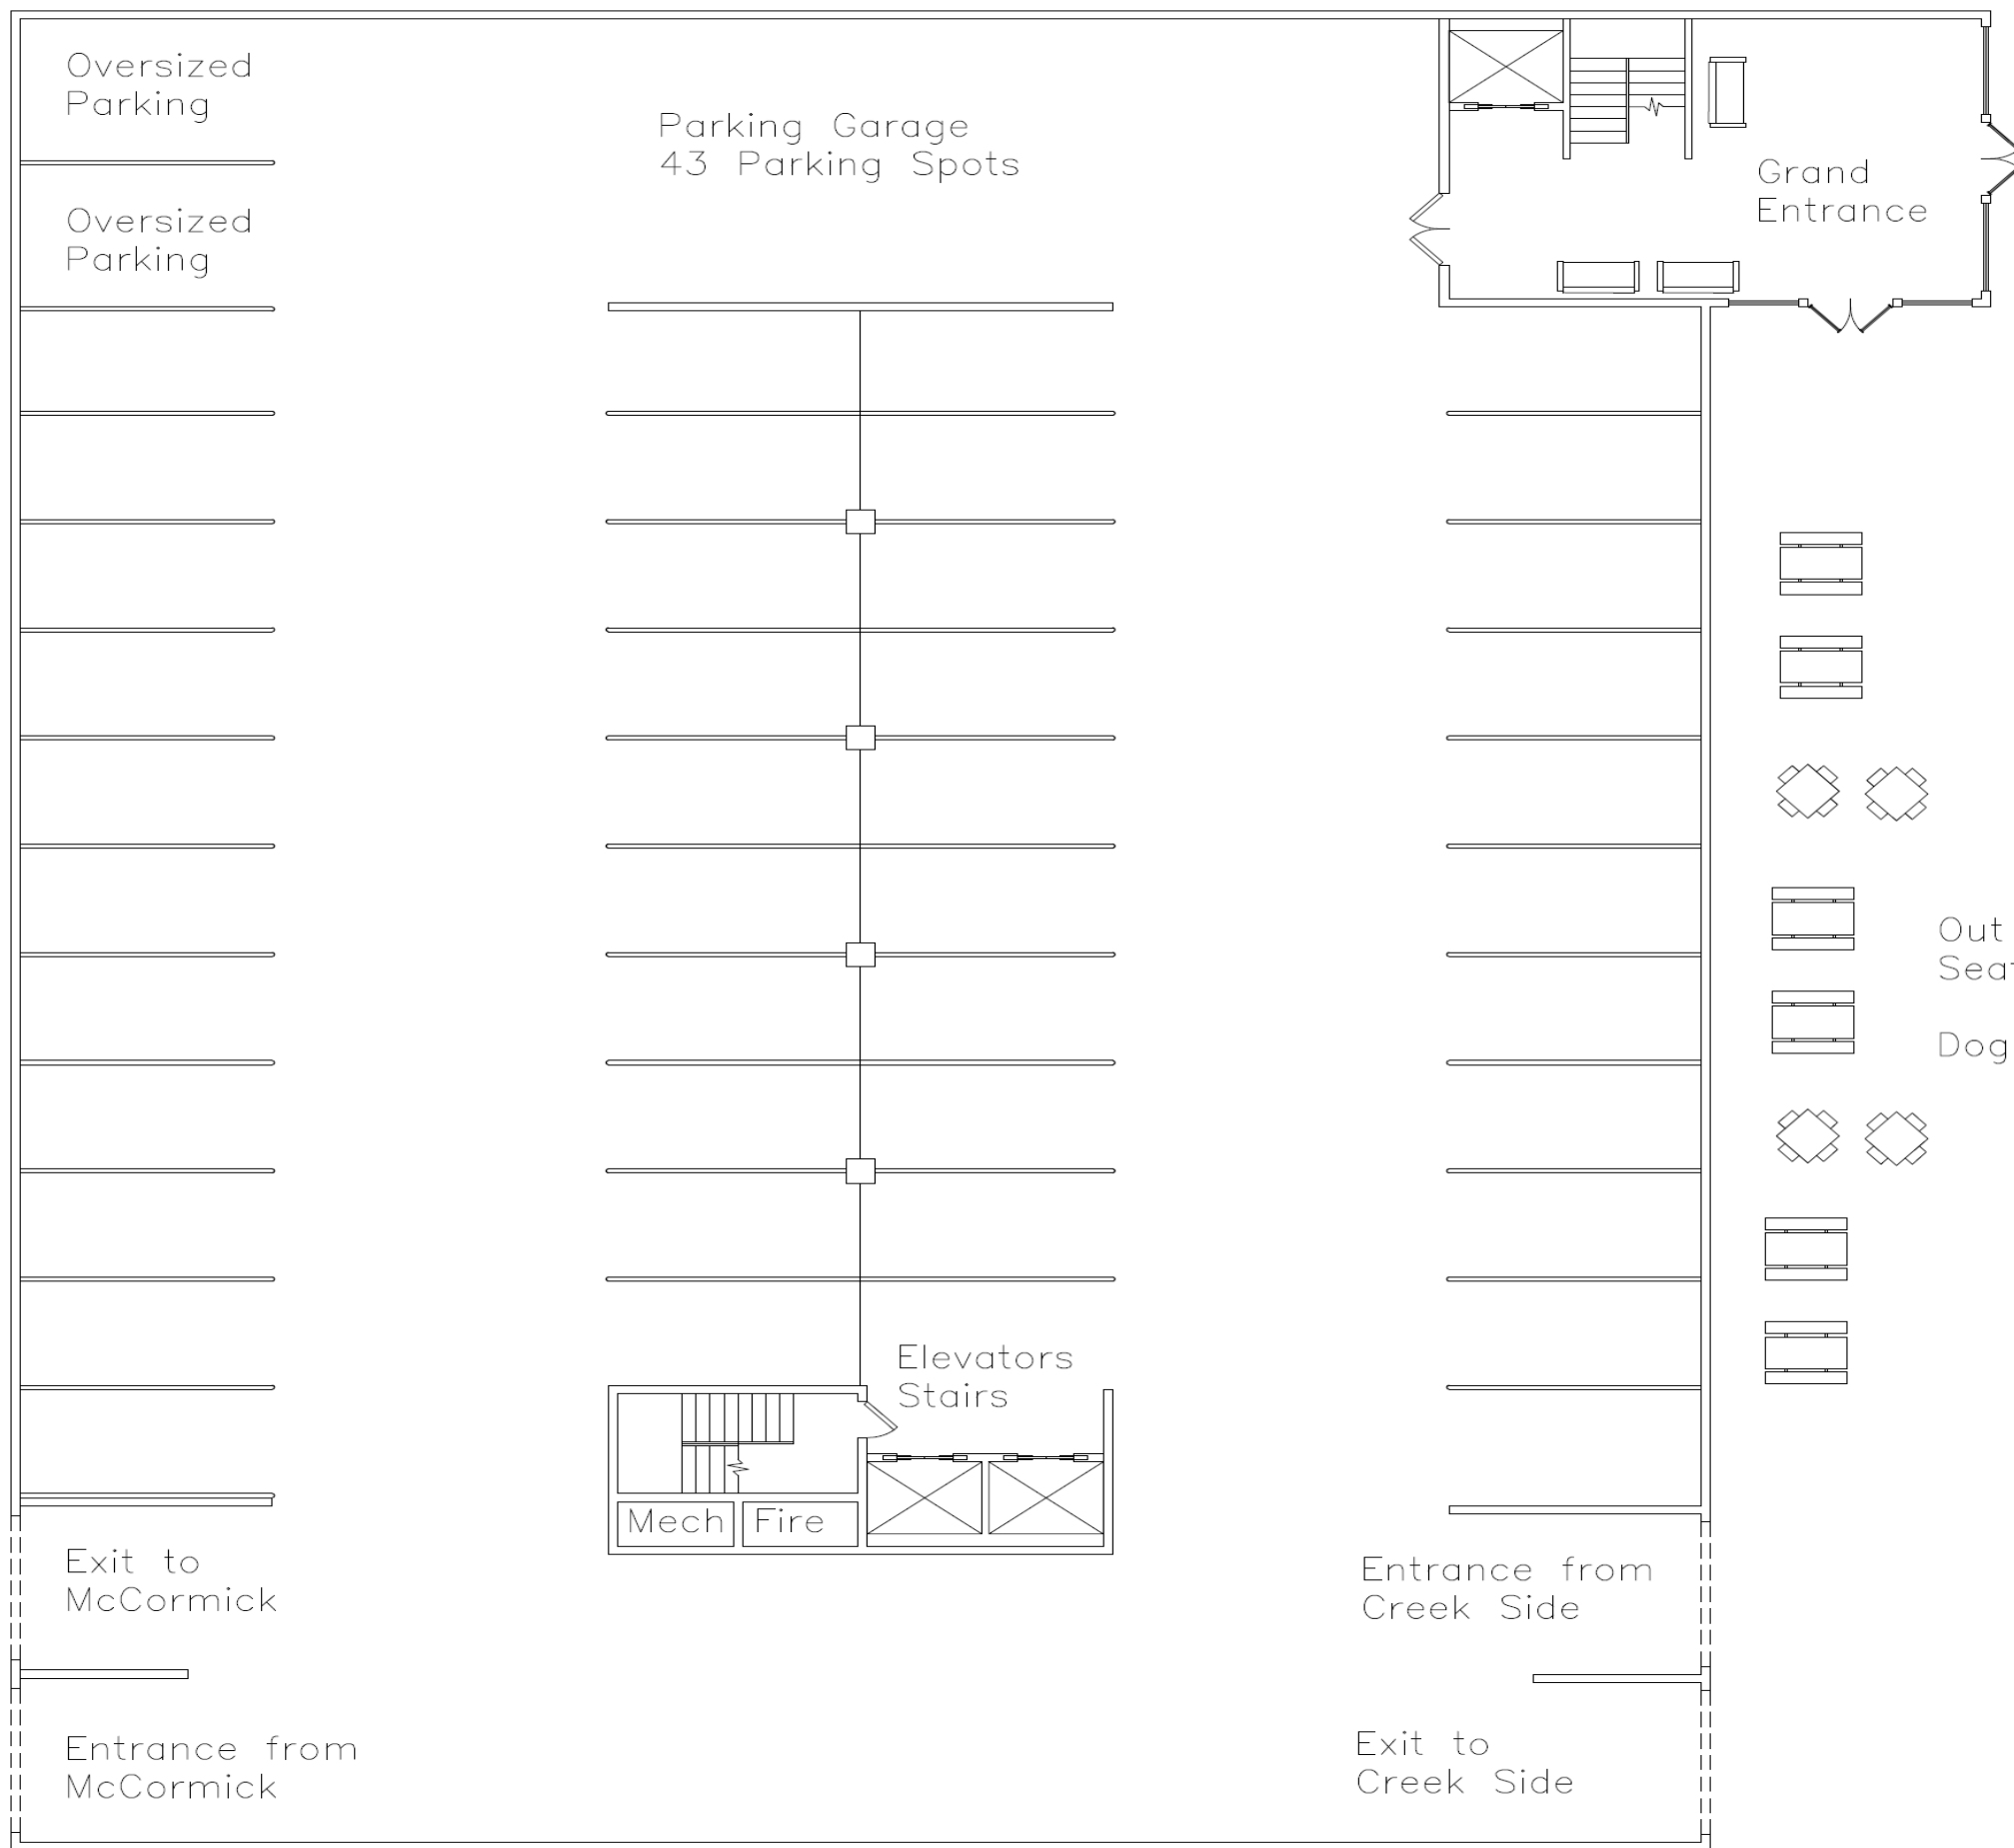 Oversized
Parking
Parking Garage
43 Parking Spots
Grand
Entrance
Oversized
Parking
Out
Dog
Elevators
Stairs
Mech
Fire
Exit to
McCormick
Entrance from
Creek Side
Entrance from
McCormick
Exit to
Creek Side